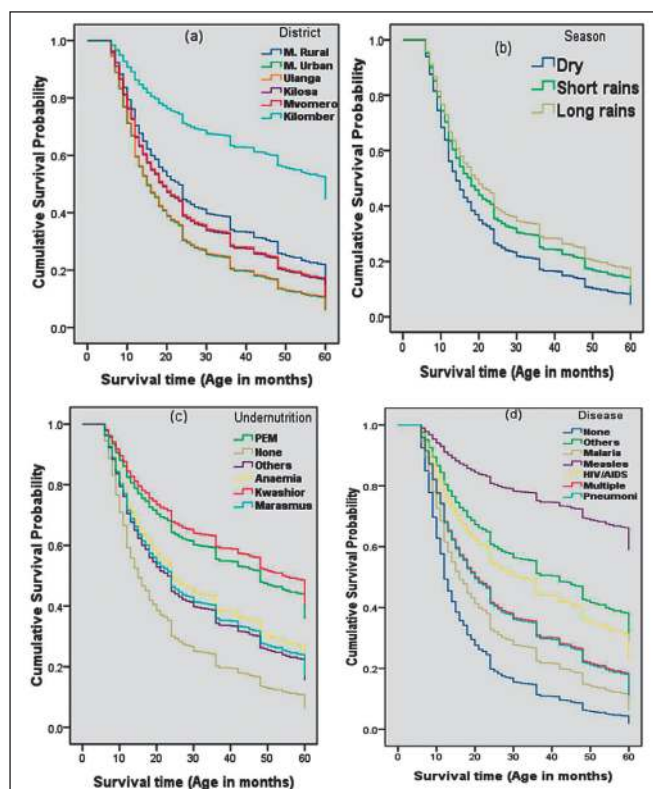 (a)
District
M. Rural
M. Urban
Ulanga
Kilosa
Mvomero
Kilomber
Cumulative Survival Probability
1.0
0.8
0.6
0.4
0.2
0.0
0 10 20 30 40 50 60
Survival time (Age in months)
(b)
Season
Dry
Short rains
Long rains
Cumulative Survival Probability
1.0
0.8
0.6
0.4
0.2
0.0
0 10 20 30 40 50 60
Survival time (Age in months)
(c)
Undernutrition
PEM
None
Others
Anaemia
Kwashior
Marasmus
Cumulative Survival Probability
1.0
0.8
0.6
0.4
0.2
0.0
0 10 20 30 40 50 60
Survival time (Age in months)
(d)
Disease
None
Others
Malaria
Measles
HIV/AIDS
Multiple
Pneumoni
Cumulative Survival Probability
1.0
0.8
0.6
0.4
0.2
0.0
0 10 20 30 40 50 60
Survival time (Age in months)